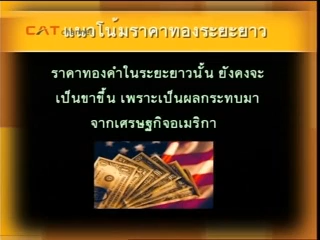 CAT
แนวโน้มราคาทองระยะยาว
ราคาทองคำในระยะยาวนั้น ยังคงจะ
เป็นขาขึ้น เพราะเป็นผลกระทบมา
จากเศรษฐกิจอเมริกา